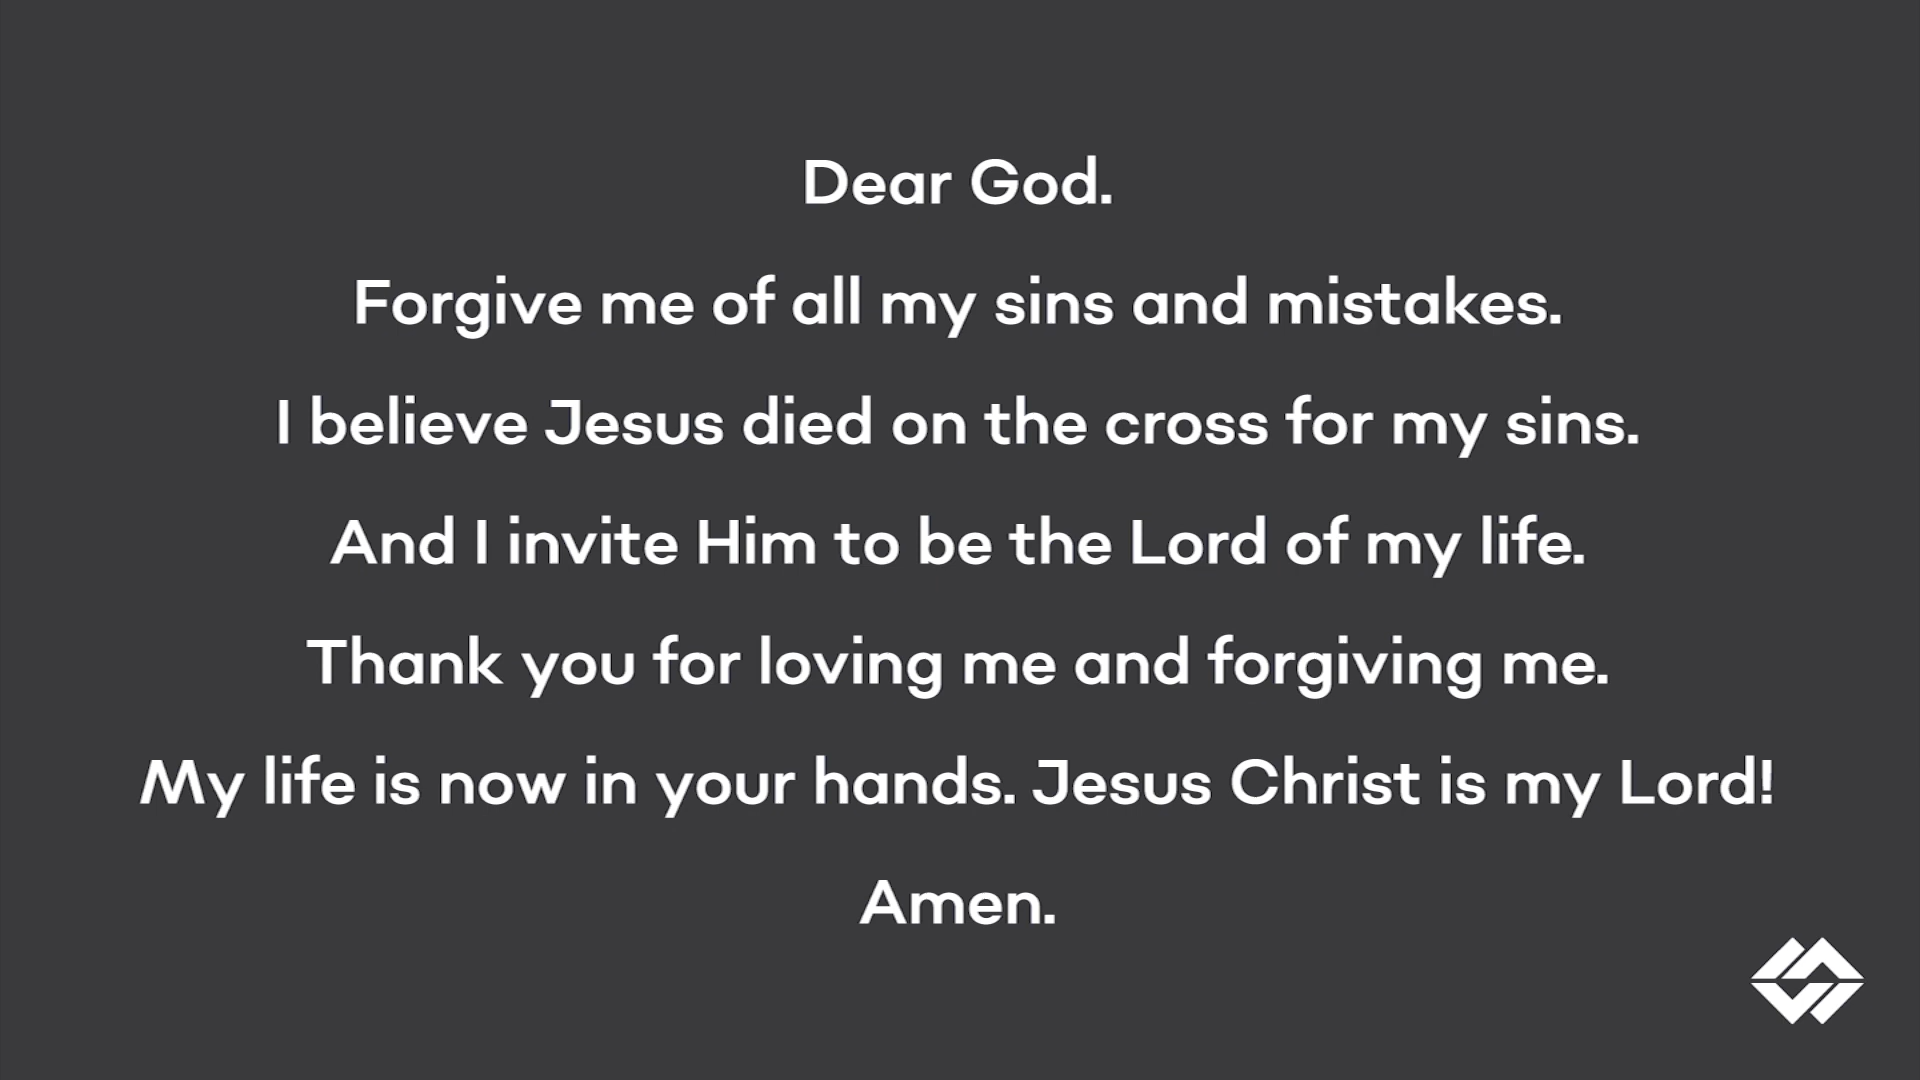 Dear God.
Forgive me of all my sins and mistakes.
I believe Jesus died on the cross for my sins.
And I invite Him to be the Lord of my life.
Thank you for loving me and forgiving me.
My life is now in your hands. Jesus Christ is my Lord!
Amen.